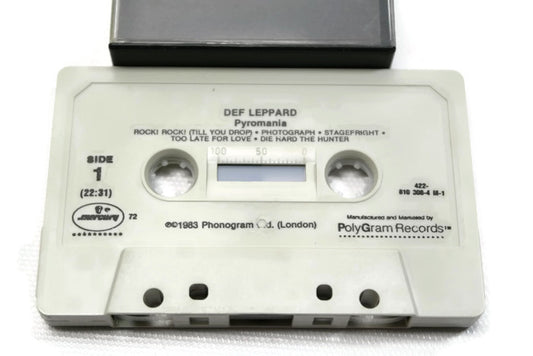 DEF LEPPARD
Pyromania
ROCK! ROCK! (TILL YOU DROP) • PHOTOGRAPH • STAGEFRIGHT •
TOO LATE FOR LOVE • DIE HARD THE HUNTER
100 50 0
SIDE
1
(22:31)
422-
810 308-4 M-1
72
℗©1983 Phonogram Ltd. (London)
Manufactured and Marketed by
PolyGram Records™